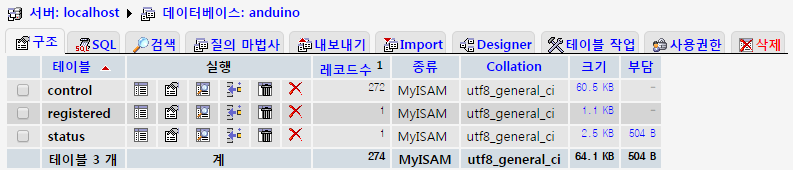 서버: localhost ▶ 데이터베이스: anduino
구조 SQL 검색 질의 마법사 내보내기 Import Designer 테이블 작업 사용권한 삭제
테이블 실행 레코드수 1 종류 Collation 크기 부담
control 272 MyISAM utf8_general_ci 60.5 KB -
registered 1 MyISAM utf8_general_ci 1.1 KB -
status 1 MyISAM utf8_general_ci 2.5 KB 504 B
테이블 3 개 계 274 MyISAM utf8_general_ci 64.1 KB 504 B